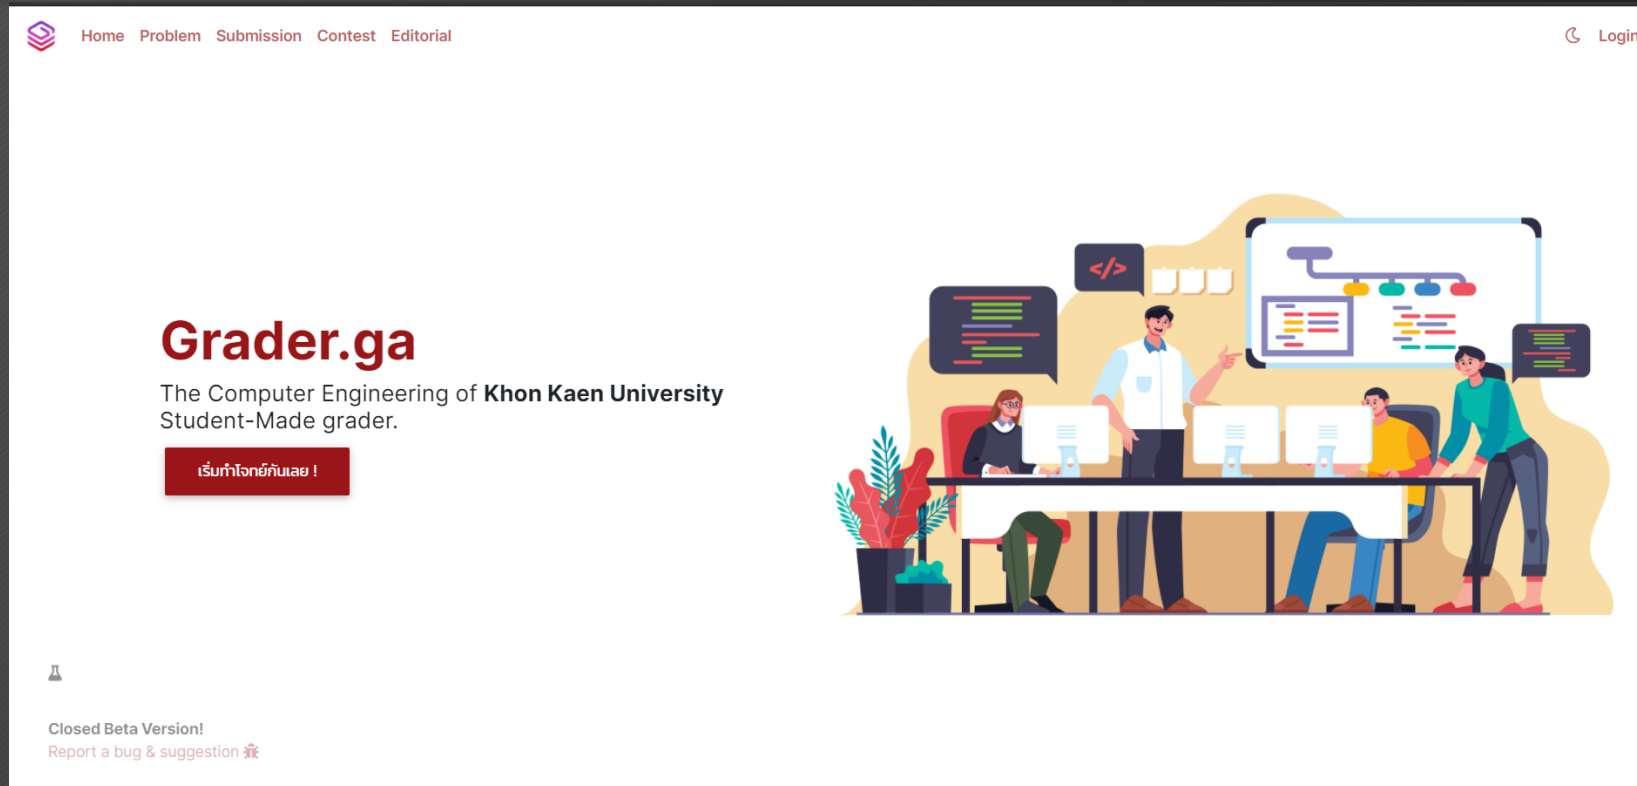 Home Problem Submission Contest Editorial
Login
</>
Grader.ga
The Computer Engineering of Khon Kaen University
Student-Made grader.
เริ่มทำโจทย์กันเลย !
Closed Beta Version!
Report a bug & suggestion